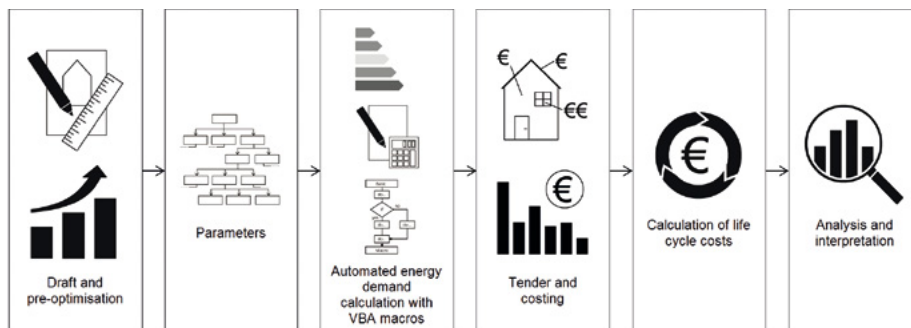 Draft and
pre-optimisation
Parameters
Automated energy
demand
calculation with
VBA macros
€
€
€€
€
Tender and
costing
€
Calculation of life
cycle costs
Analysis and
interpretation